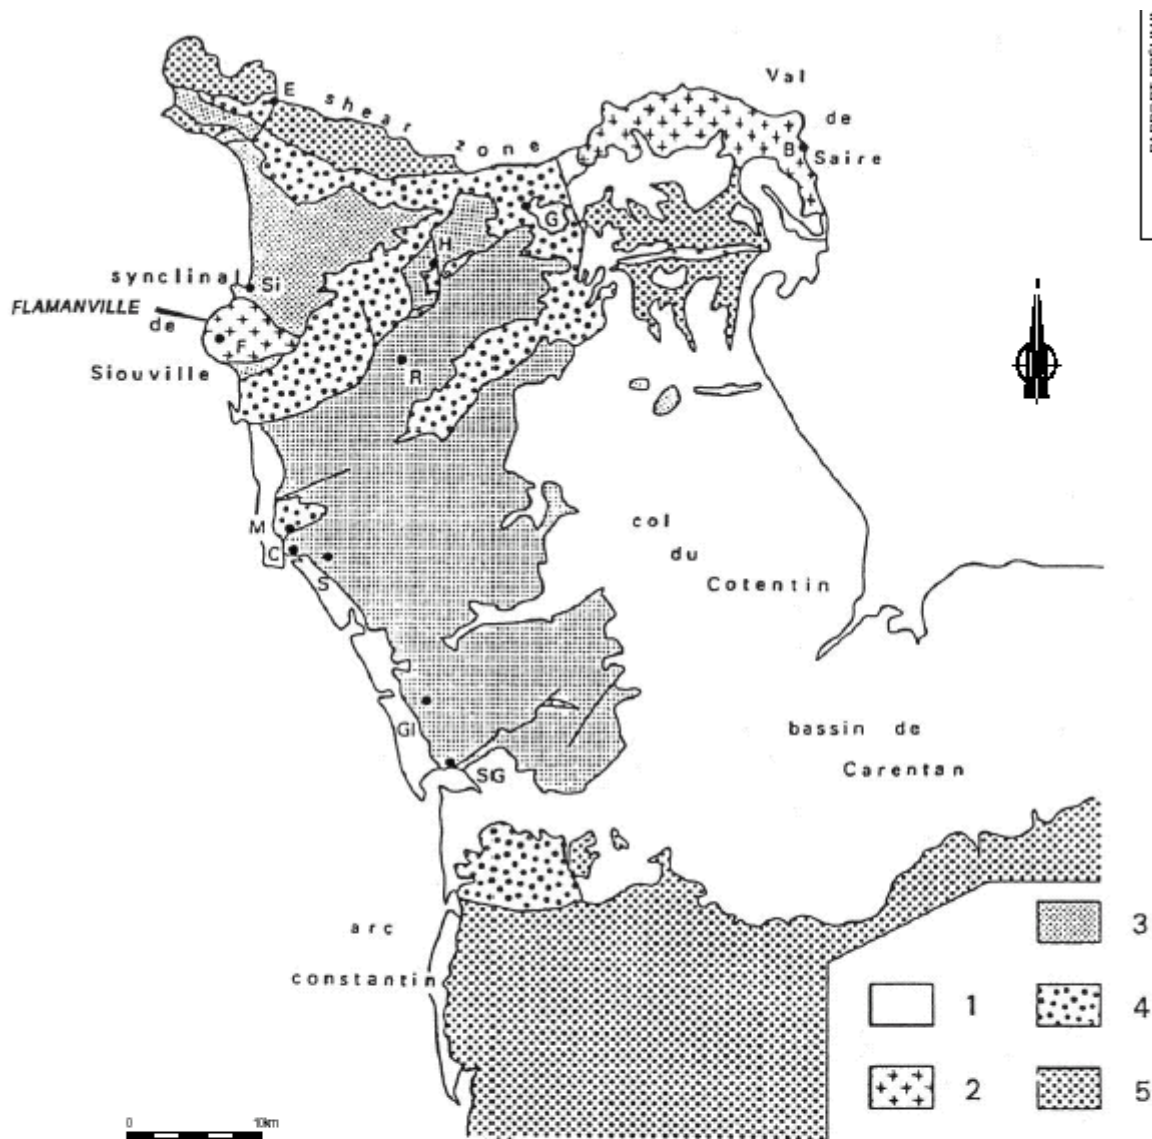 E
shear
zone
Val
de
Saire
B
G
H
synclinal
Si
FLAMANVILLE
de
F
Siouville
R
M
C
S
col
du
Cotentin
Gl
SG
bassin de
Carentan
arc
constantin
3
1
4
2
5
0 10km